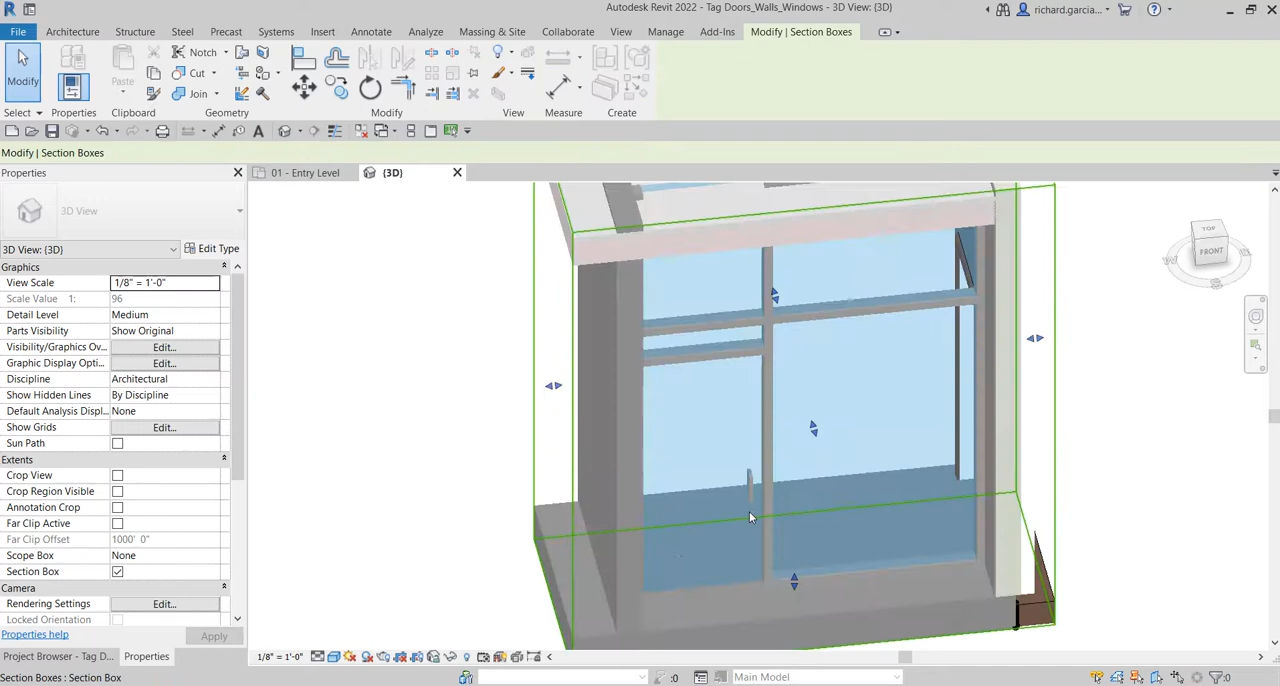 Autodesk Revit 2022 - Tag Doors_Walls_Windows - 3D View: {3D}
richard.garcia...
File Architecture Structure Steel Precast Systems Insert Annotate Analyze Massing & Site Collaborate View Manage Add-Ins Modify | Section Boxes
Modify
Paste
Notch
Cut
Join
Select Properties Clipboard Geometry Modify View Measure Create
Modify | Section Boxes
Properties
01 - Entry Level
{3D}
3D View
3D View: {3D}
Edit Type
Graphics
View Scale 1/8" = 1'-0"
Scale Value 1: 96
Detail Level Medium
Parts Visibility Show Original
Visibility/Graphics Ov... Edit...
Graphic Display Opti... Edit...
Discipline Architectural
Show Hidden Lines By Discipline
Default Analysis Displ... None
Show Grids Edit...
Sun Path
Extents
Crop View
Crop Region Visible
Annotation Crop
Far Clip Active
Far Clip Offset 1000' 0"
Scope Box None
Section Box
Camera
Rendering Settings Edit...
Locked Orientation
Properties help
Apply
Project Browser - Tag D...
Properties
TOP
FRONT
W
S
1/8" = 1'-0"
Section Boxes : Section Box
:0
Main Model
:0